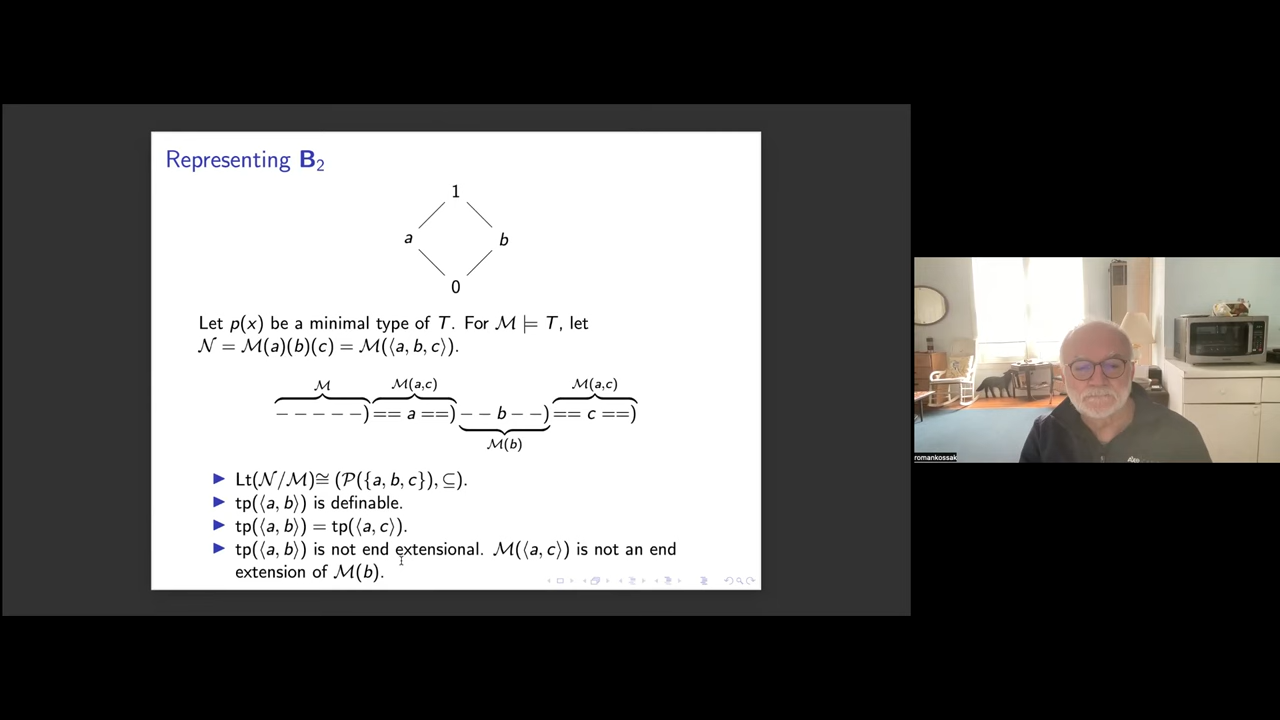 Representing B₂
1
a b
0
Let p(x) be a minimal type of T. For ℳ ⊨ T, let
𝒩 = ℳ(a)(b)(c) = ℳ(⟨a, b, c⟩).
ℳ ℳ(a,c) ℳ(a,c)
− − − − −) == a ==) − − b − −) == c ==)
ℳ(b)
▶ Lt(𝒩/ℳ)≅ (𝒫({a, b, c}), ⊆).
▶ tp(⟨a, b⟩) is definable.
▶ tp(⟨a, b⟩) = tp(⟨a, c⟩).
▶ tp(⟨a, b⟩) is not end extensional. ℳ(⟨a, c⟩) is not an end
extension of ℳ(b).
romankossak